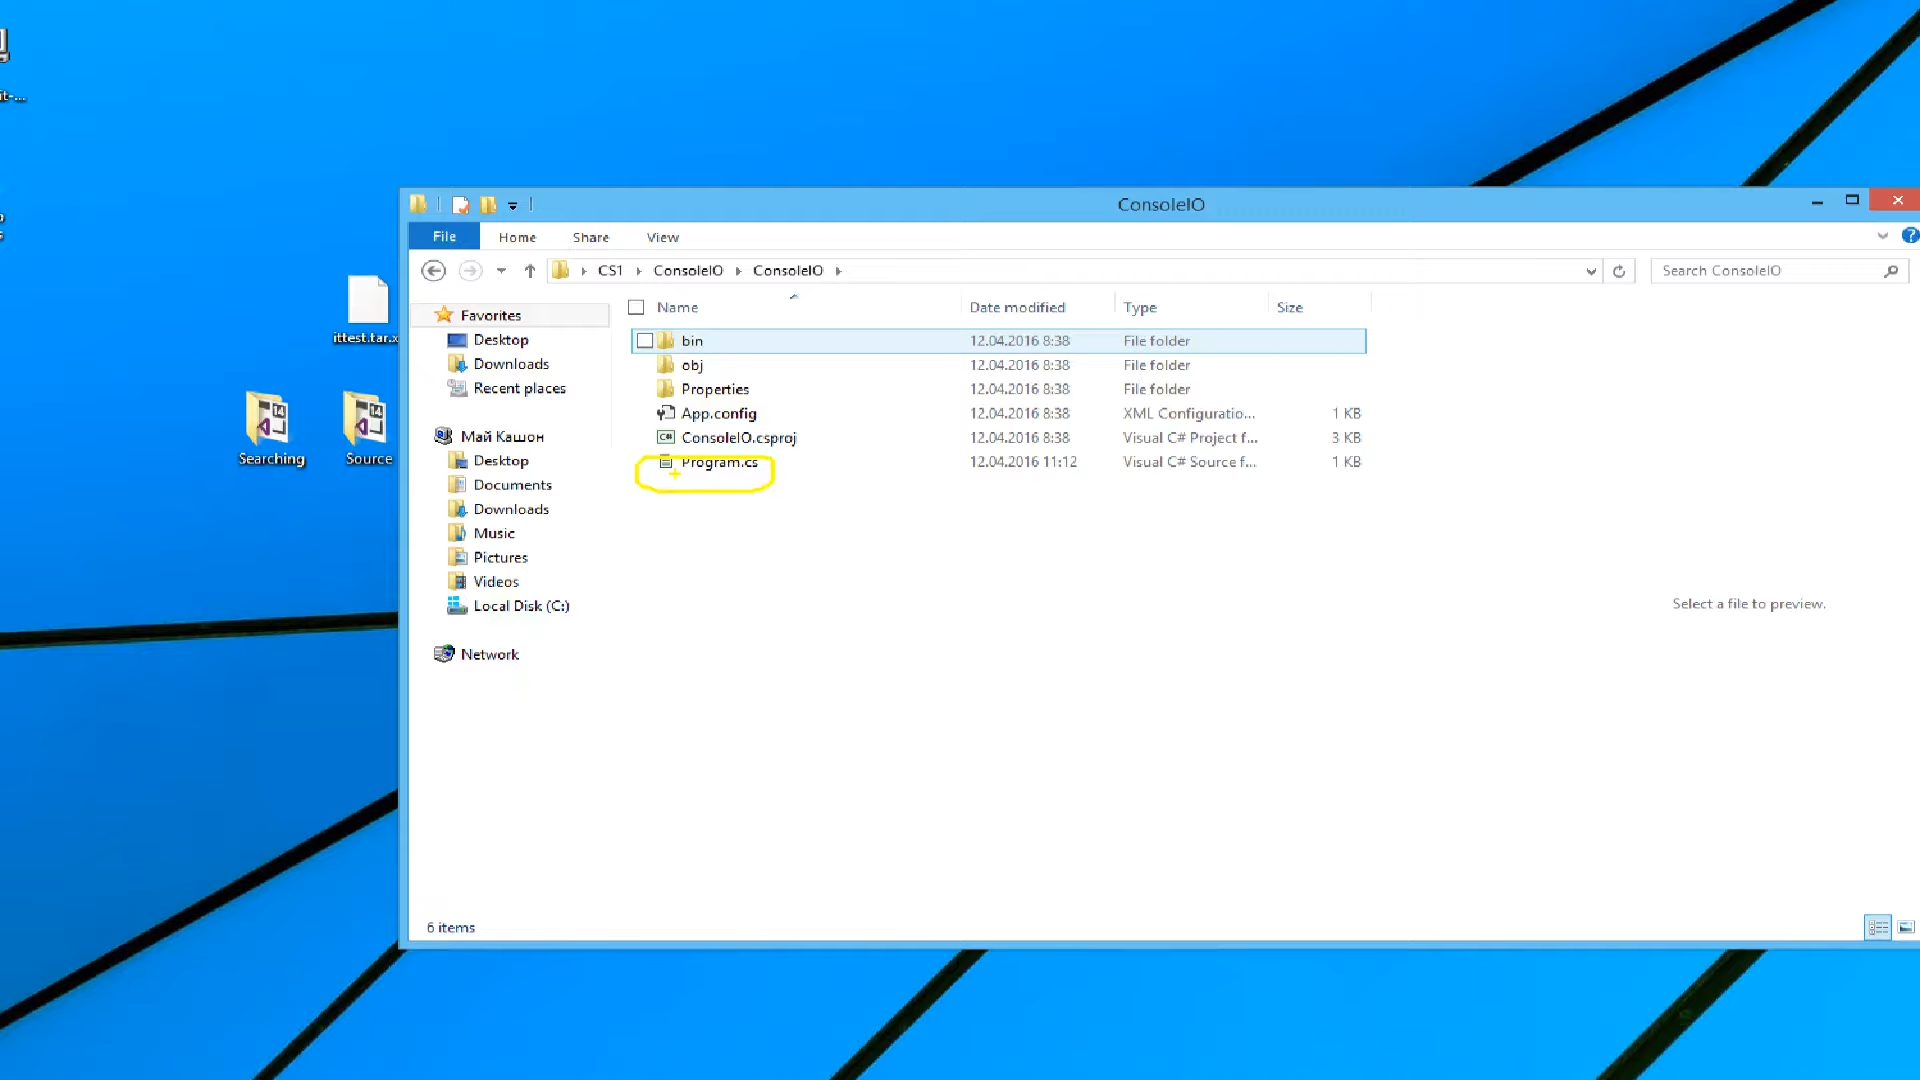 it-...
ConsoleIO
File Home Share View
CS1 ConsoleIO ConsoleIO
Search ConsoleIO
Name Date modified Type Size
Favorites
Desktop
Downloads
Recent places
Май Кашон
Desktop
Documents
Downloads
Music
Pictures
Videos
Local Disk (C:)
Network
bin 12.04.2016 8:38 File folder
obj 12.04.2016 8:38 File folder
Properties 12.04.2016 8:38 File folder
App.config 12.04.2016 8:38 XML Configuratio... 1 KB
ConsoleIO.csproj 12.04.2016 8:38 Visual C# Project f... 3 KB
Program.cs 12.04.2016 11:12 Visual C# Source f... 1 KB
Select a file to preview.
6 items
ittest.tar.x
Searching
Source